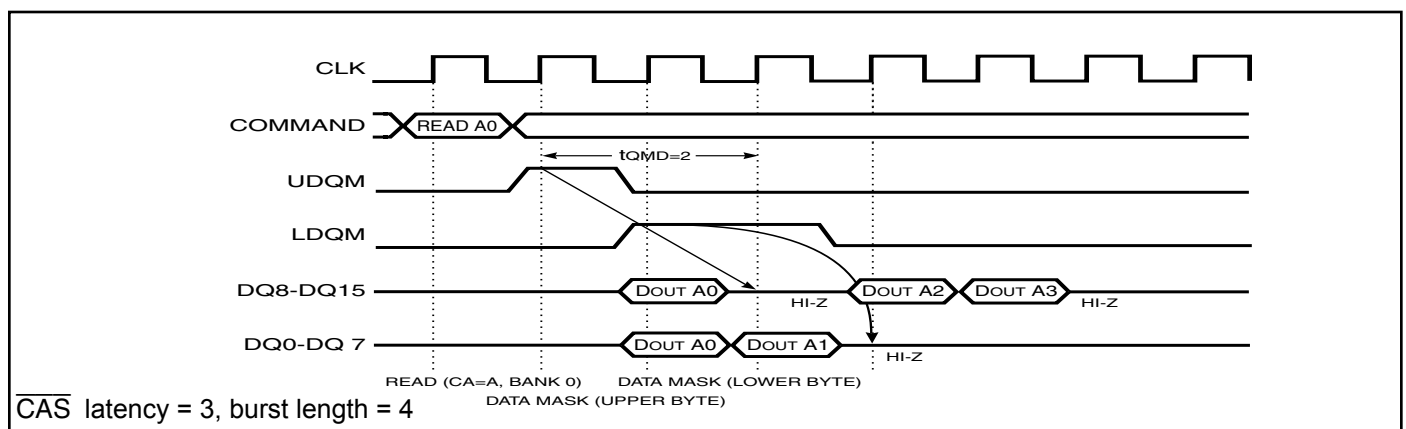 CLK
COMMAND
READ A0
tQMD=2
UDQM
LDQM
DQ8-DQ15
DOUT A0
HI-Z
DOUT A2
DOUT A3
HI-Z
DQ0-DQ 7
DOUT A0
DOUT A1
HI-Z
READ (CA=A, BANK 0)
DATA MASK (LOWER BYTE)
DATA MASK (UPPER BYTE)
CAS latency = 3, burst length = 4